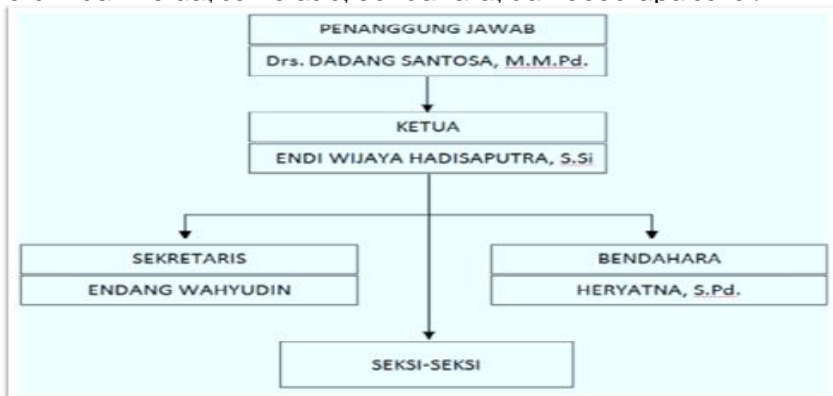 PENANGGUNG JAWAB
Drs. DADANG SANTOSA, M.M.Pd.
KETUA
ENDI WIJAYA HADISAPUTRA, S.Si
SEKRETARIS
BENDAHARA
ENDANG WAHYUDIN
HERYATNA, S.Pd.
SEKSI-SEKSI